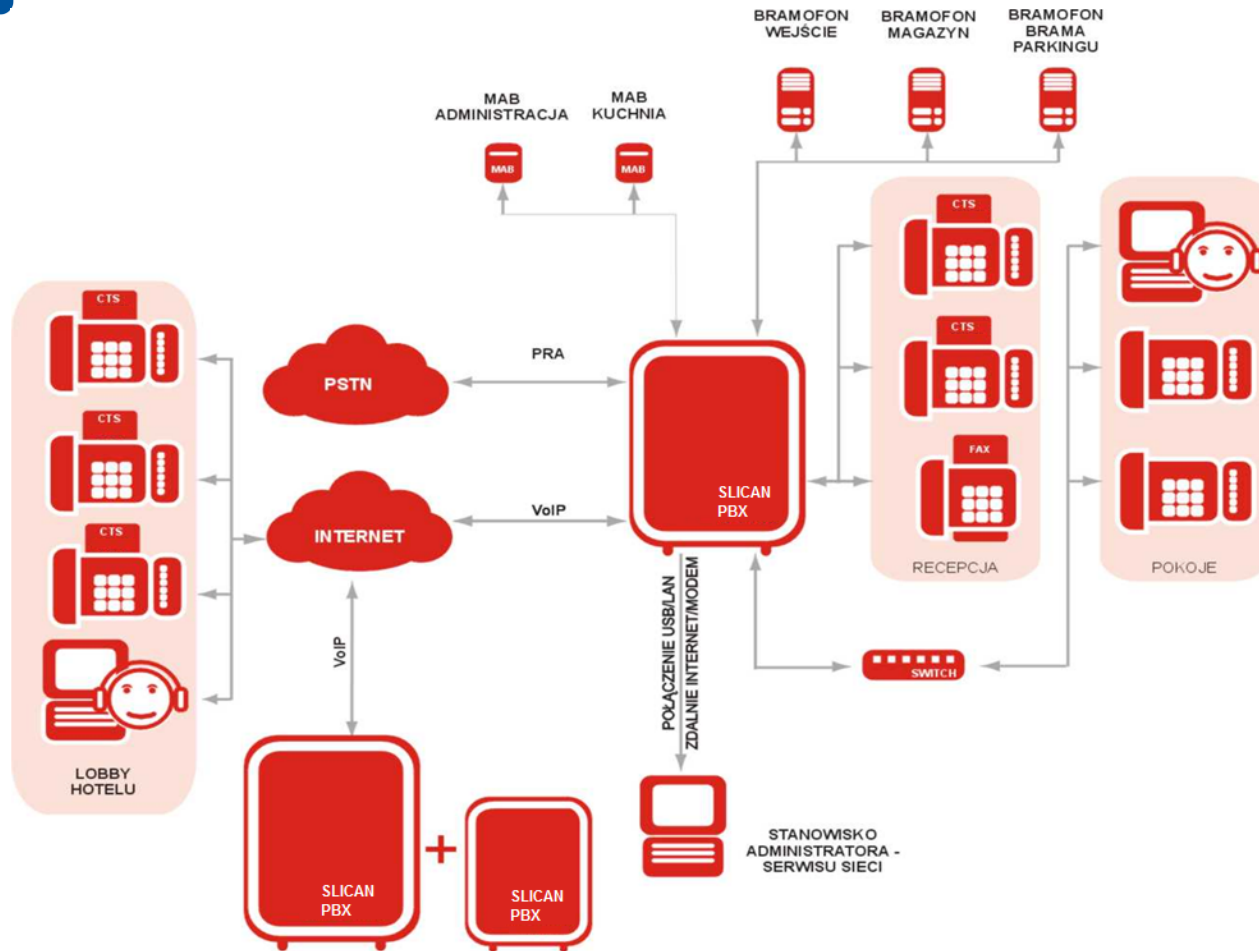 BRAMOFON
WEJŚCIE
BRAMOFON
MAGAZYN
BRAMOFON
BRAMA
PARKINGU
MAB
ADMINISTRACJA
MAB
KUCHNIA
MAB
MAB
CTS
CTS
FAX
RECEPCJA
POKOJE
CTS
CTS
CTS
LOBBY
HOTELU
PSTN
PRA
INTERNET
VoIP
SLICAN
PBX
VoIP
POŁĄCZENIE USB/LAN
ZDALNIE INTERNET/MODEM
SWITCH
SLICAN
PBX
+
SLICAN
PBX
STANOWISKO
ADMINISTRATORA -
SERWISU SIECI